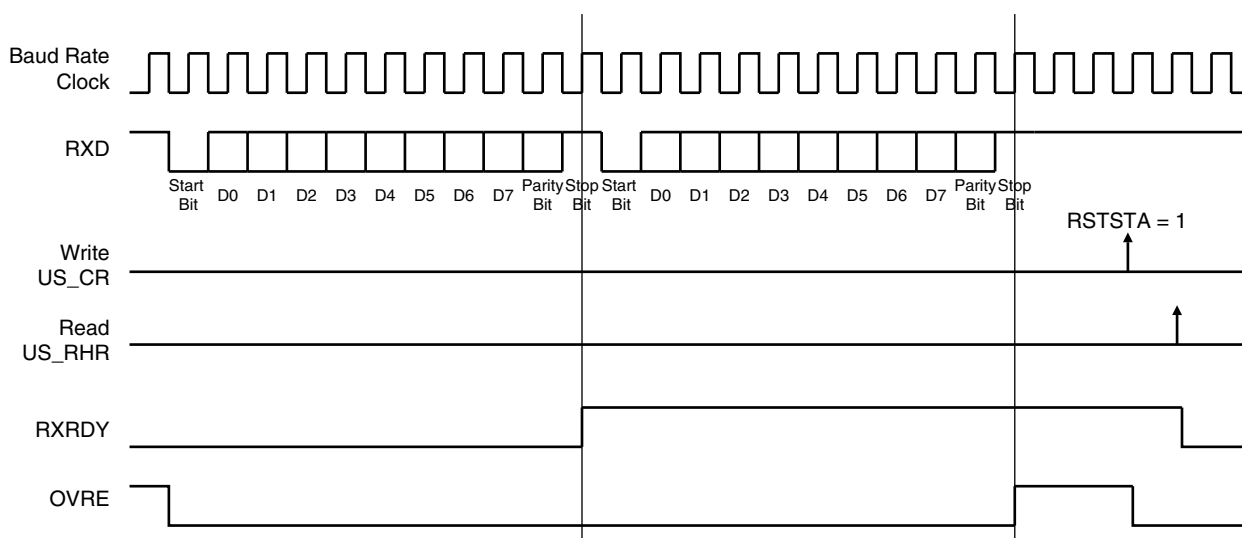 Baud Rate
Clock
RXD
Start
Bit
D0
D1
D2
D3
D4
D5
D6
D7
Parity
Bit
Stop
Bit
Start
Bit
D0
D1
D2
D3
D4
D5
D6
D7
Parity
Bit
Stop
Bit
RSTSTA = 1
Write
US_CR
Read
US_RHR
RXRDY
OVRE